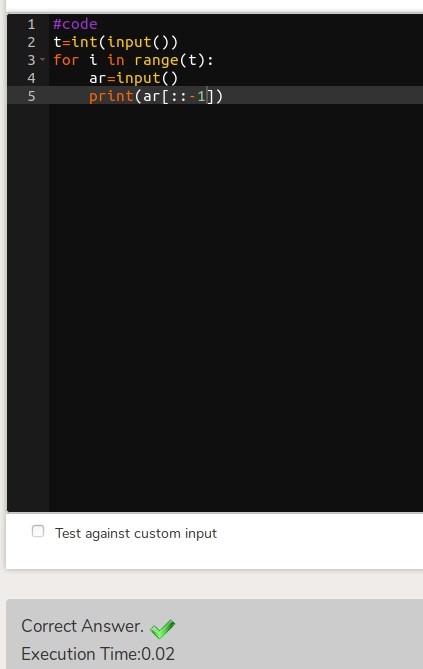 1 #code
2 t=int(input())
3 for i in range(t):
4     ar=input()
5     print(ar[::-1])
Test against custom input
Correct Answer.
Execution Time:0.02